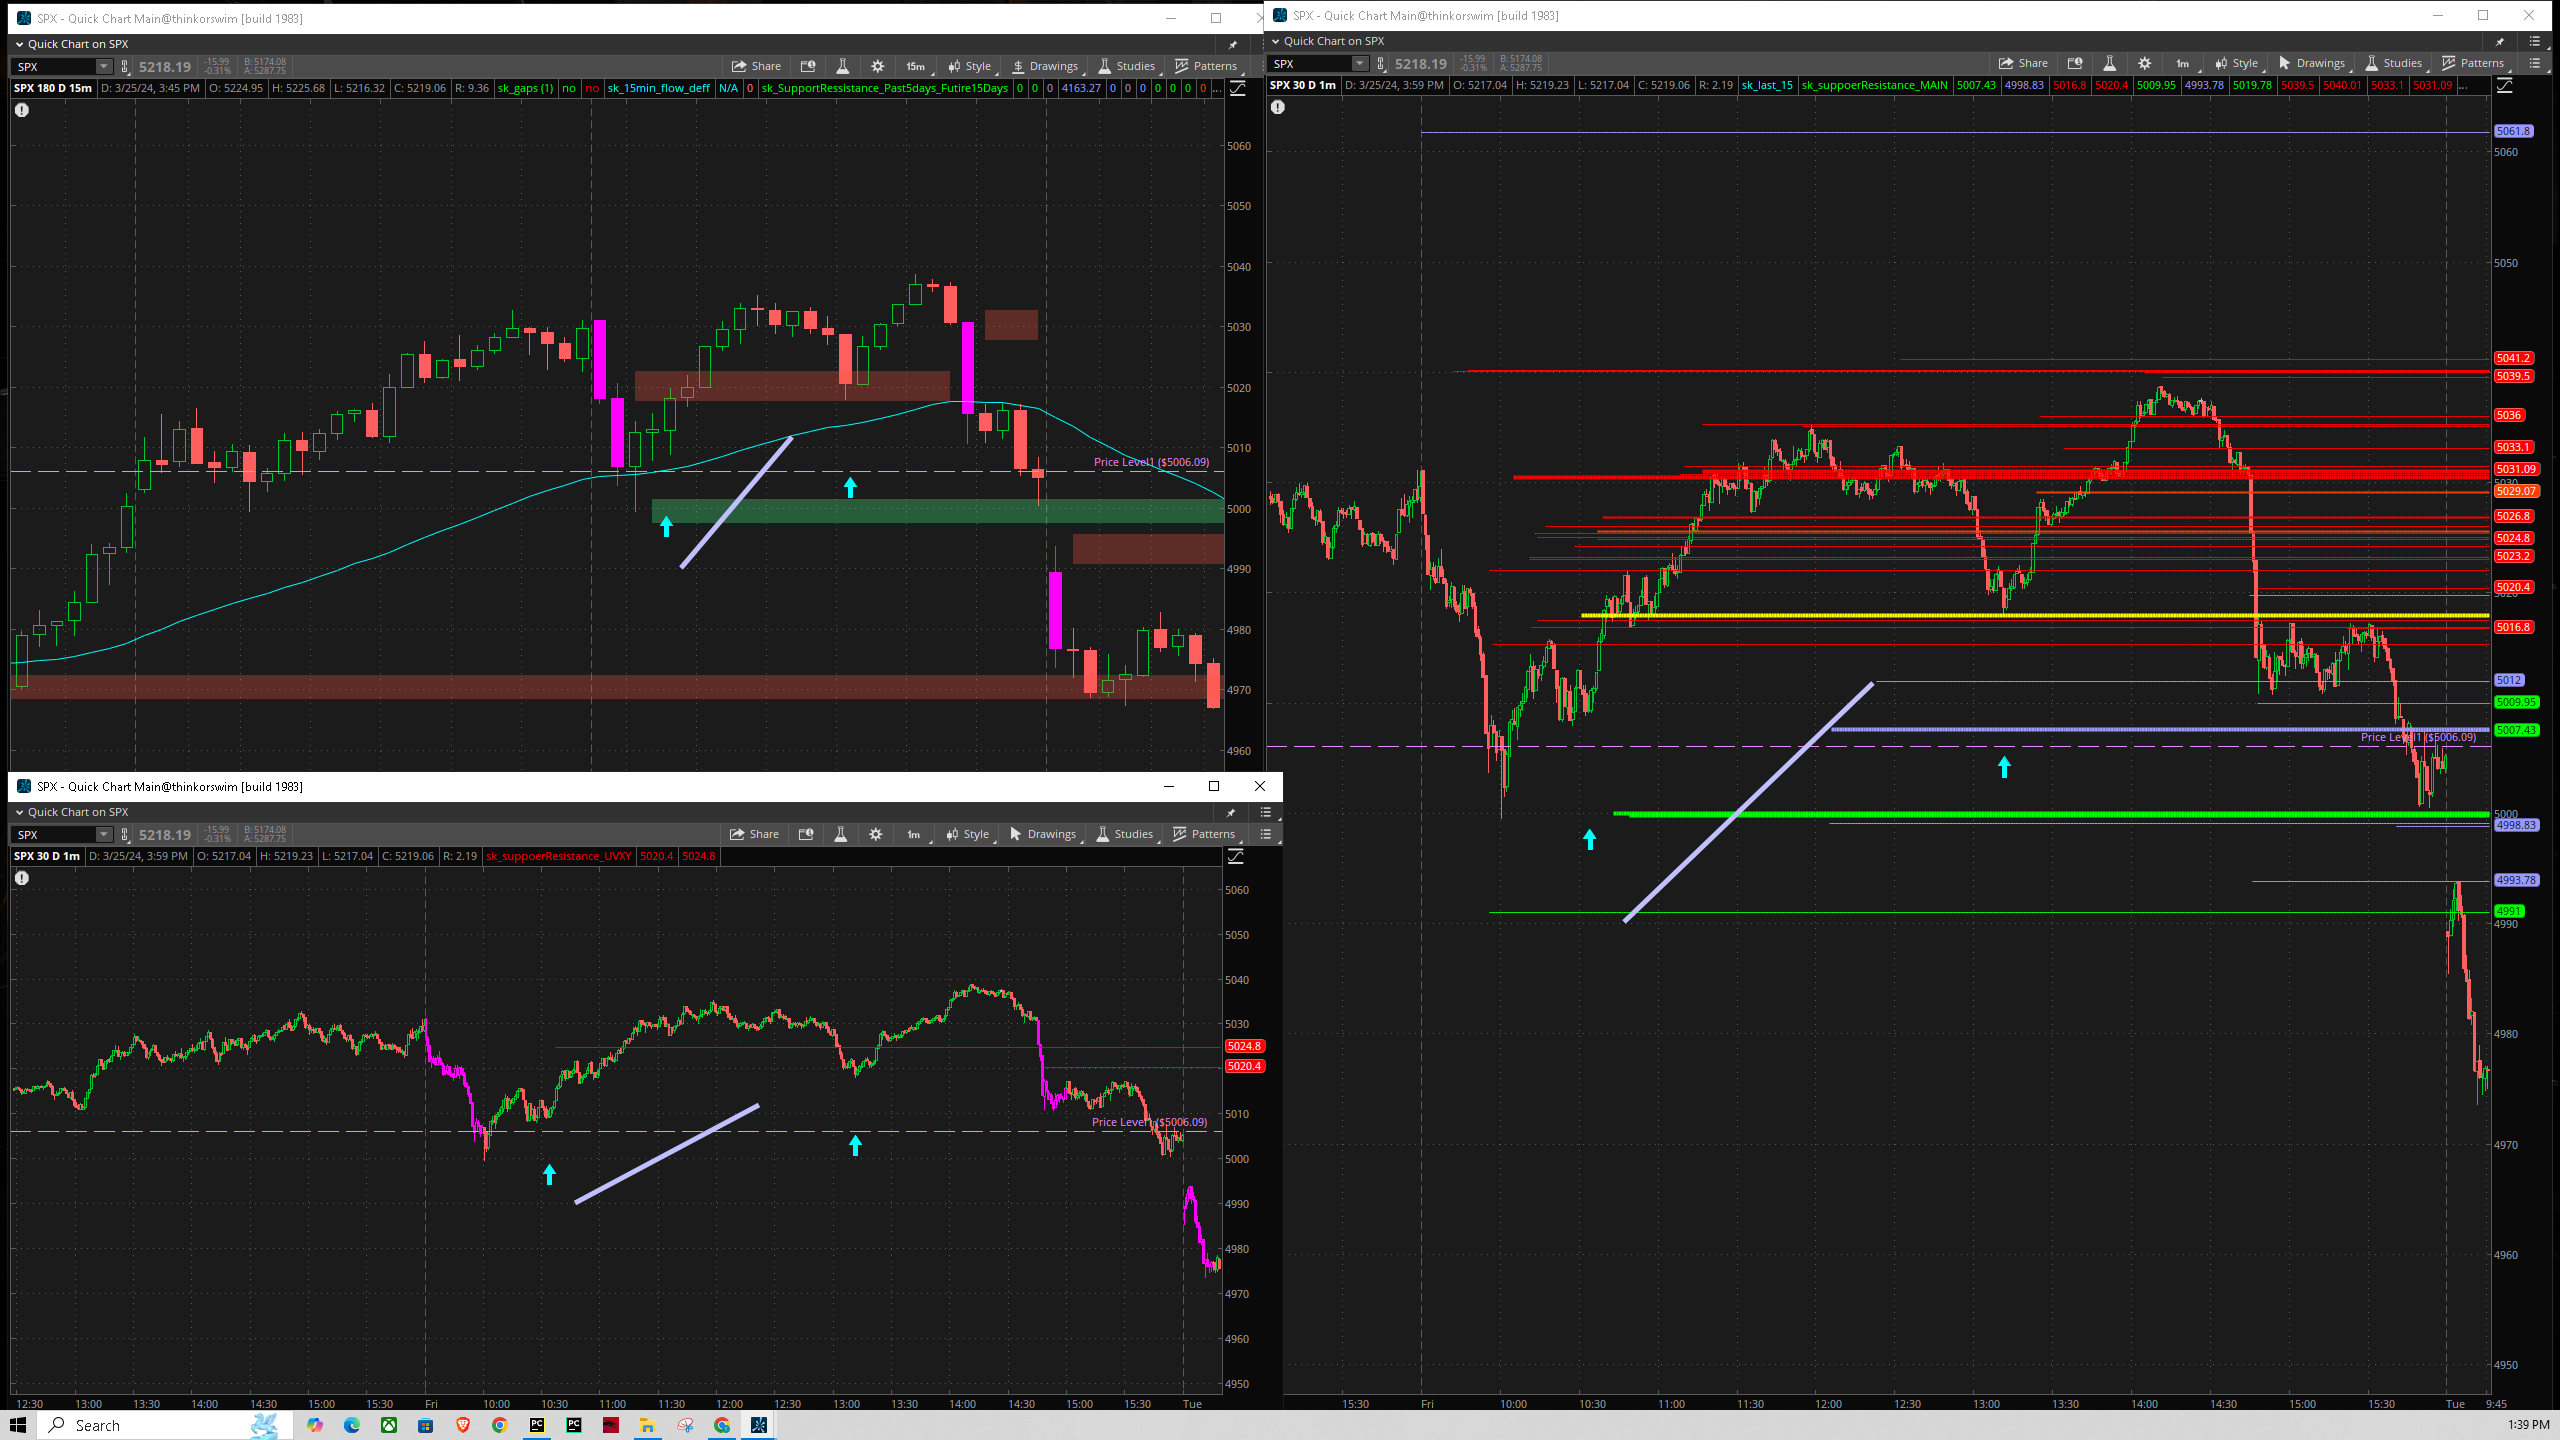 SPX - Quick Chart Main@thinkorswim [build 1983]
Quick Chart on SPX
SPX 5218.19 -15.99 -0.31% B: 5174.08 A: 5287.75 Share 15m Style $ Drawings Studies Patterns
SPX 180 D 15m D: 3/25/24, 3:45 PM O: 5224.95 H: 5225.68 L: 5216.32 C: 5219.06 R: 9.36 sk_gaps (1) no no sk_15min_flow_deff N/A 0 sk_SupportRessistance_Past5days_Futire15Days 0 0 0 4163.27 0 0 0 0 0 0 0 ...
5060
5050
5040
5030
5020
5010
Price Level1 ($5006.09)
5000
4990
4980
4970
4960
SPX - Quick Chart Main@thinkorswim [build 1983]
Quick Chart on SPX
SPX 5218.19 -15.99 -0.31% B: 5174.08 A: 5287.75 Share 1m Style Drawings Studies Patterns
SPX 30 D 1m D: 3/25/24, 3:59 PM O: 5217.04 H: 5219.23 L: 5217.04 C: 5219.06 R: 2.19 sk_suppoerResistance_UVXY 5020.4 5024.8
5060
5050
5040
5030
5024.8
5020.4
5010
Price Level1 ($5006.09)
5000
4990
4980
4970
4960
4950
12:30 13:00 13:30 14:00 14:30 15:00 15:30 Fri 10:00 10:30 11:00 11:30 12:00 12:30 13:00 13:30 14:00 14:30 15:00 15:30 Tue
SPX - Quick Chart Main@thinkorswim [build 1983]
Quick Chart on SPX
SPX 5218.19 -15.99 -0.31% B: 5174.08 A: 5287.75 Share 1m Style Drawings Studies Patterns
SPX 30 D 1m D: 3/25/24, 3:59 PM O: 5217.04 H: 5219.23 L: 5217.04 C: 5219.06 R: 2.19 sk_last_15 sk_suppoerResistance_MAIN 5007.43 4998.83 5016.8 5020.4 5009.95 4993.78 5019.78 5039.5 5040.01 5033.1 5031.09 ...
5061.8
5060
5050
5041.2
5039.5
5036
5033.1
5031.09
5029.07
5026.8
5024.8
5023.2
5020.4
5016.8
5012
5009.95
5007.43
Price Level1 ($5006.09)
5000
4998.83
4993.78
4991
4990
4980
4970
4960
4950
15:30 Fri 10:00 10:30 11:00 11:30 12:00 12:30 13:00 13:30 14:00 14:30 15:00 15:30 Tue 9:45
Search
PC
PC
1:39 PM